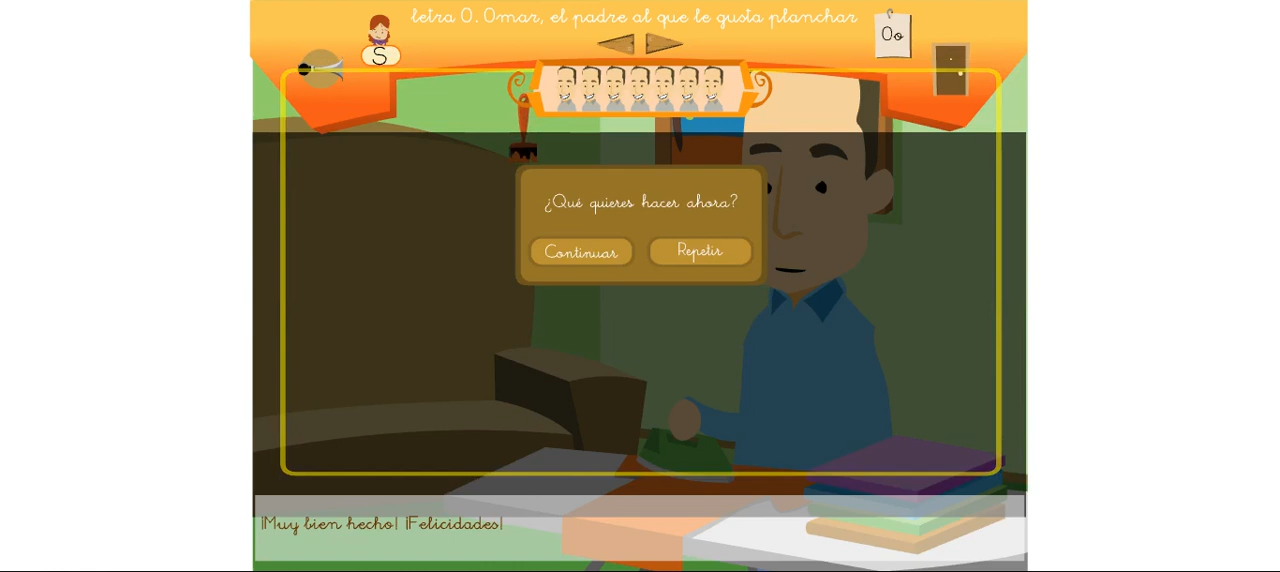 letra O. Omar, el padre al que le gusta planchar
S
Oo
¿Qué quieres hacer ahora?
Continuar
Repetir
¡Muy bien hecho! ¡Felicidades!